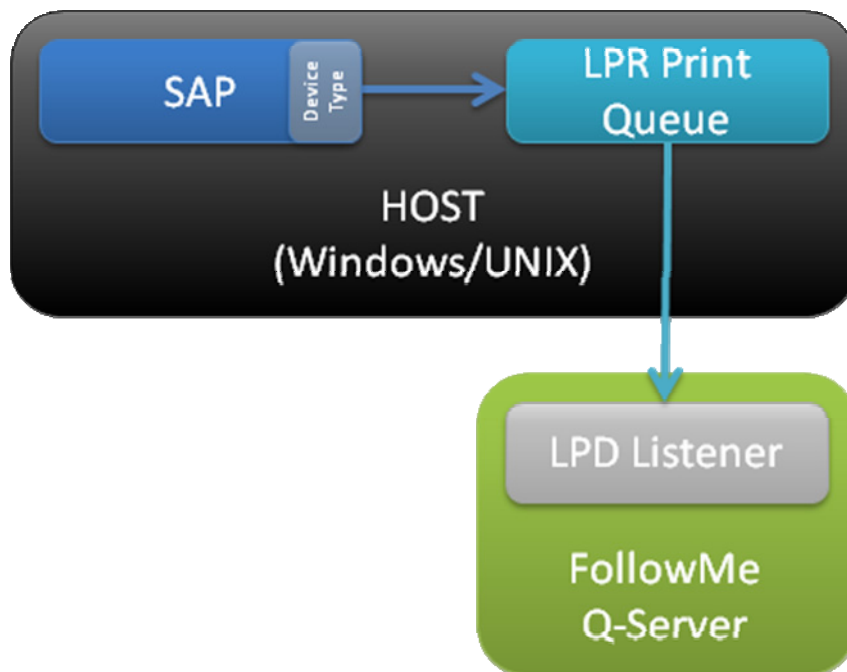 SAP
Device
Type
LPR Print
Queue
HOST
(Windows/UNIX)
LPD Listener
FollowMe
Q-Server